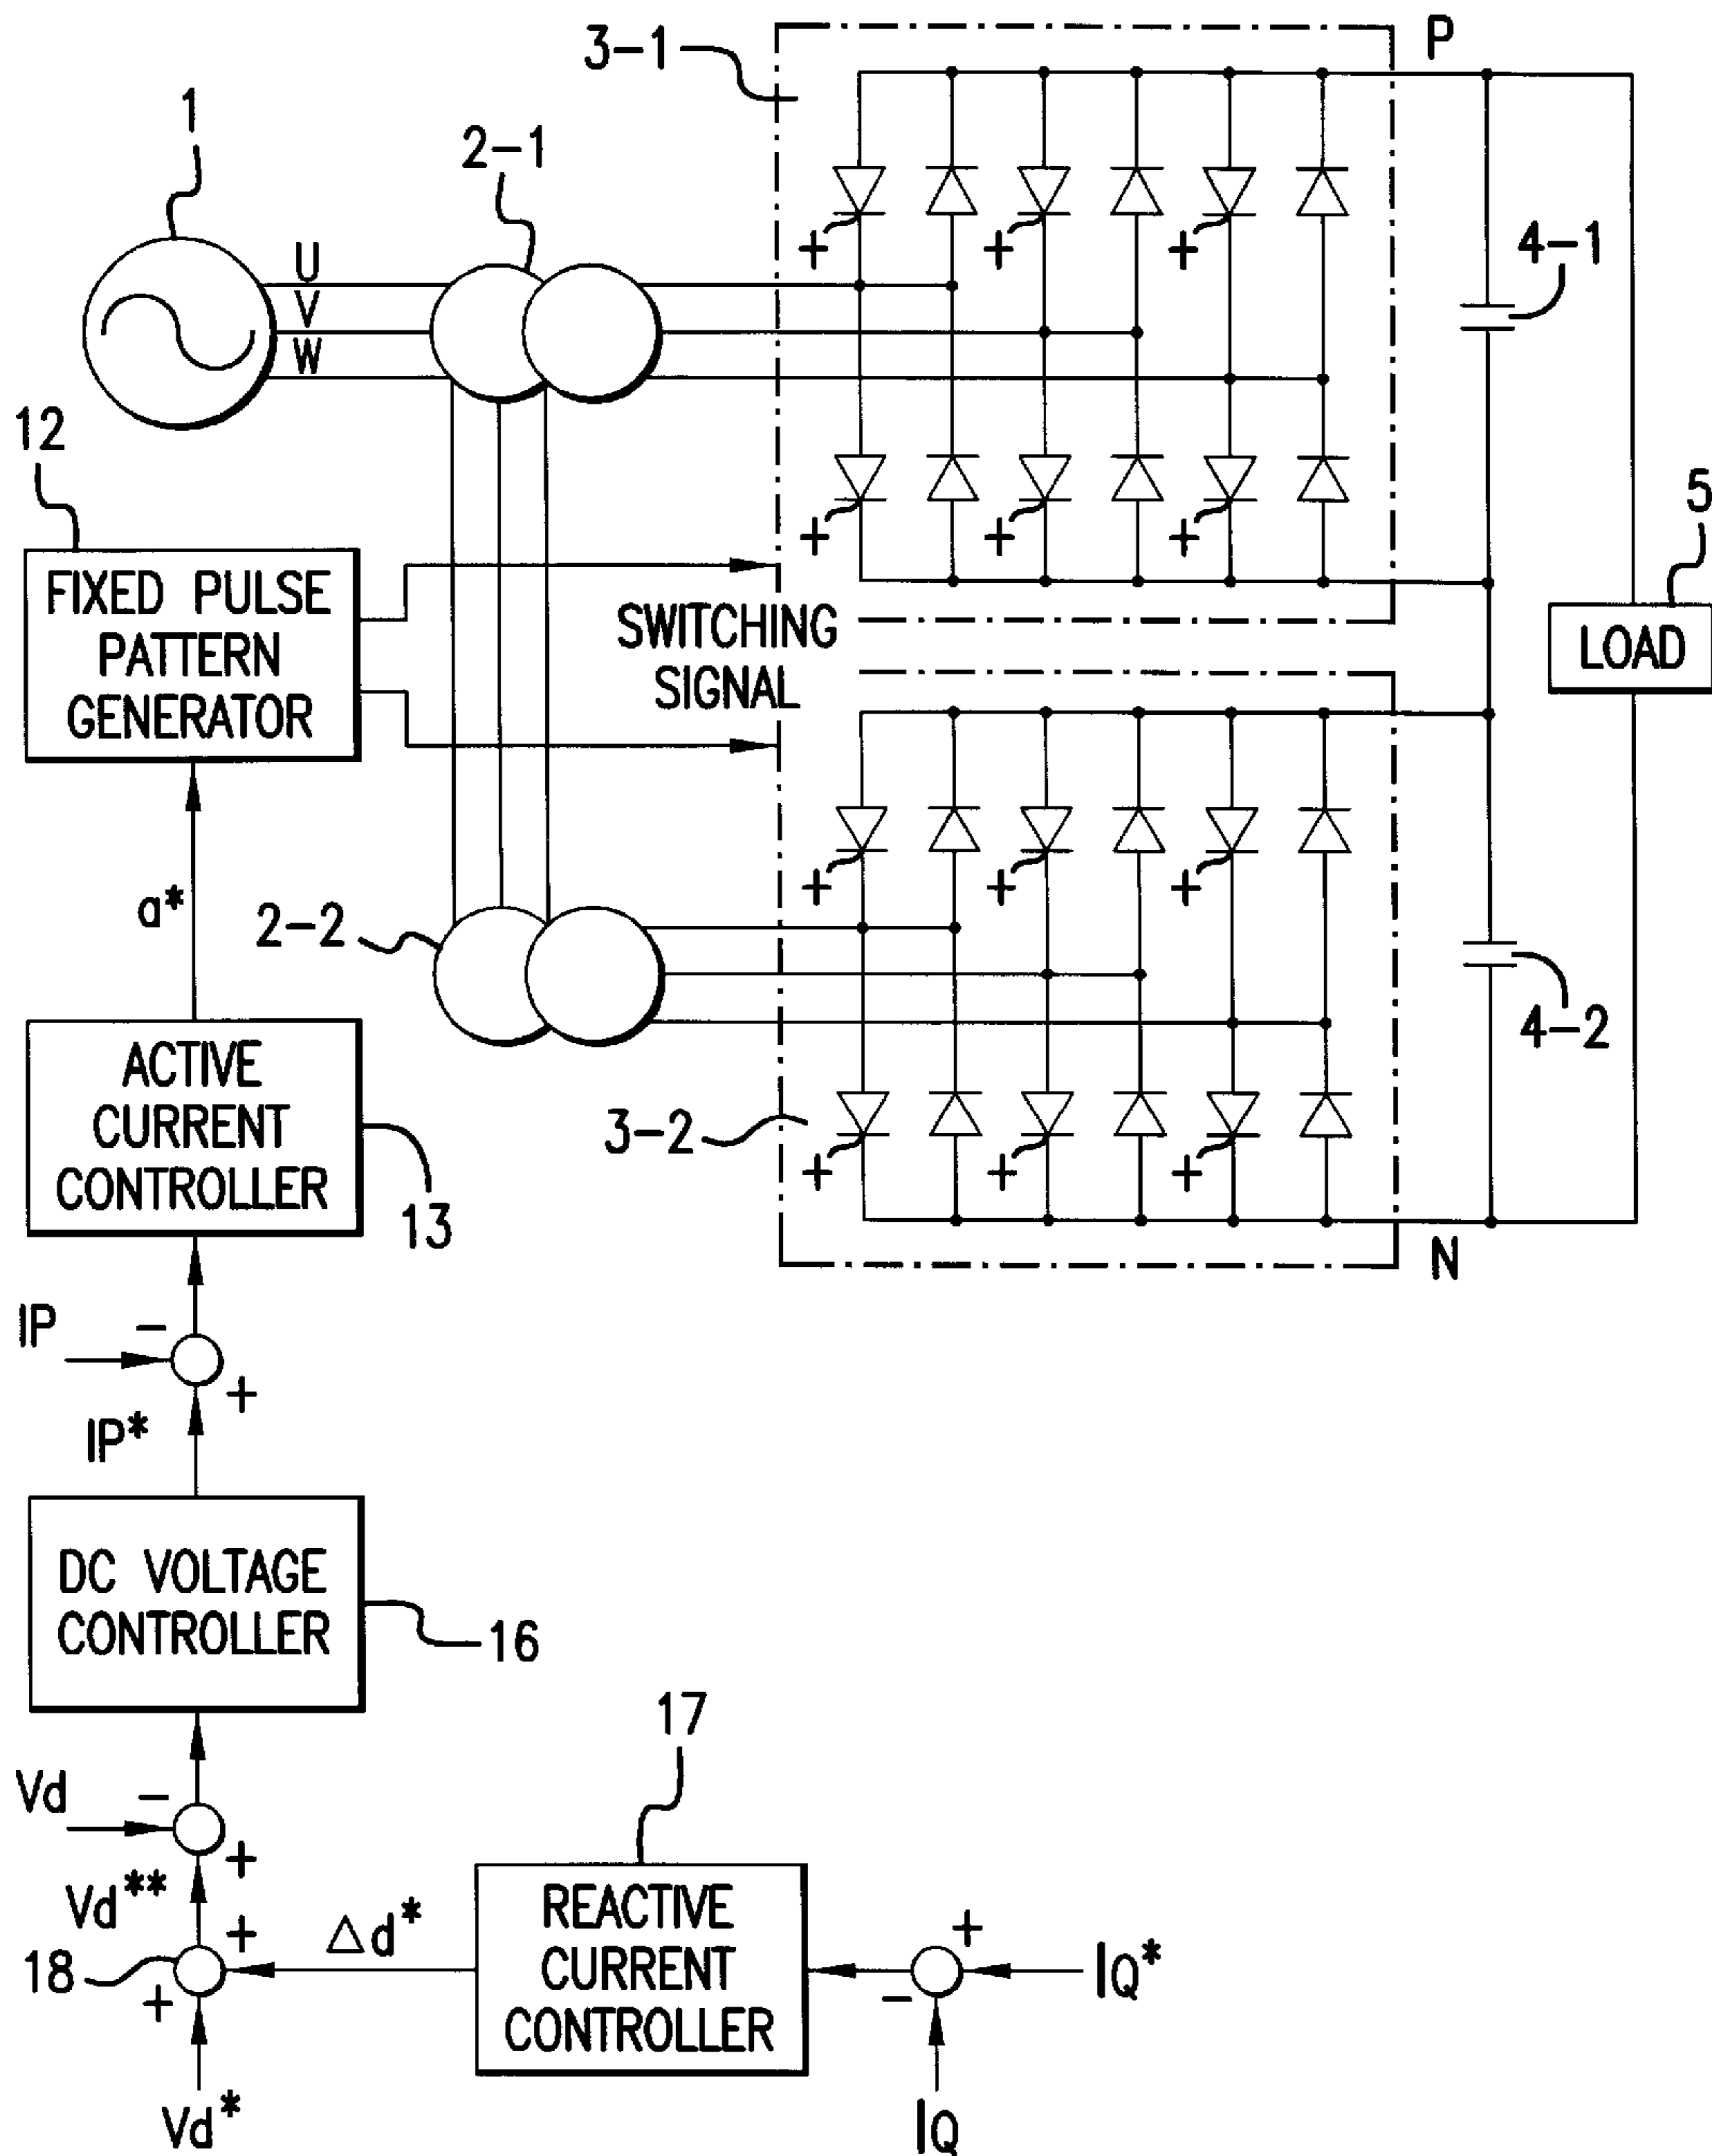 P
3-1
1
2-1
U
V
W
+ + +
4-1
12
+ + +
5
FIXED PULSE
PATTERN
GENERATOR
SWITCHING
SIGNAL
LOAD
+ + +
a*
2-2
4-2
ACTIVE
CURRENT
CONTROLLER
3-2
+ + +
13
N
IP
-
+
IP*
DC VOLTAGE
CONTROLLER
16
17
Vd
-
+
Vd**
+
Δd*
REACTIVE
CURRENT
CONTROLLER
+
18
+
-
IQ*
Vd*
IQ